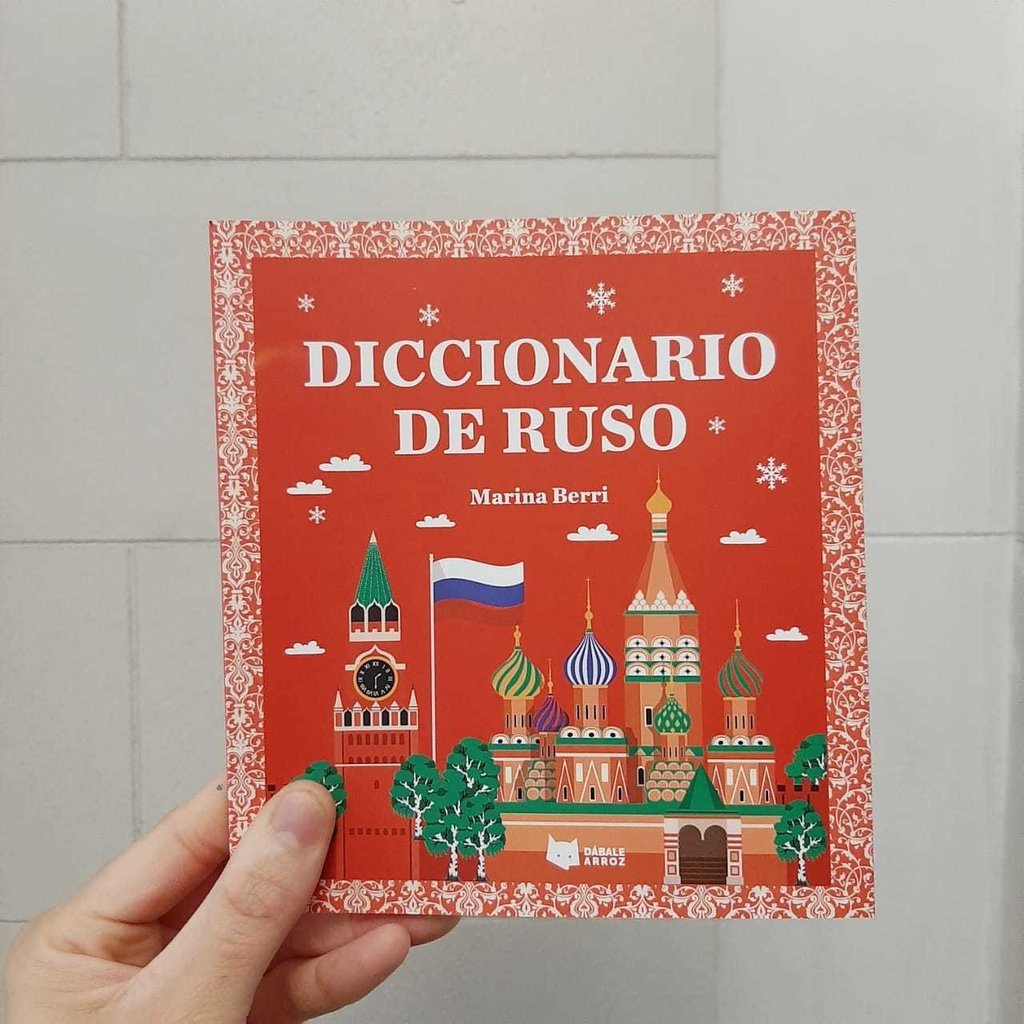 DICCIONARIO
DE RUSO
Marina Berri
DÁBALE
ARROZ